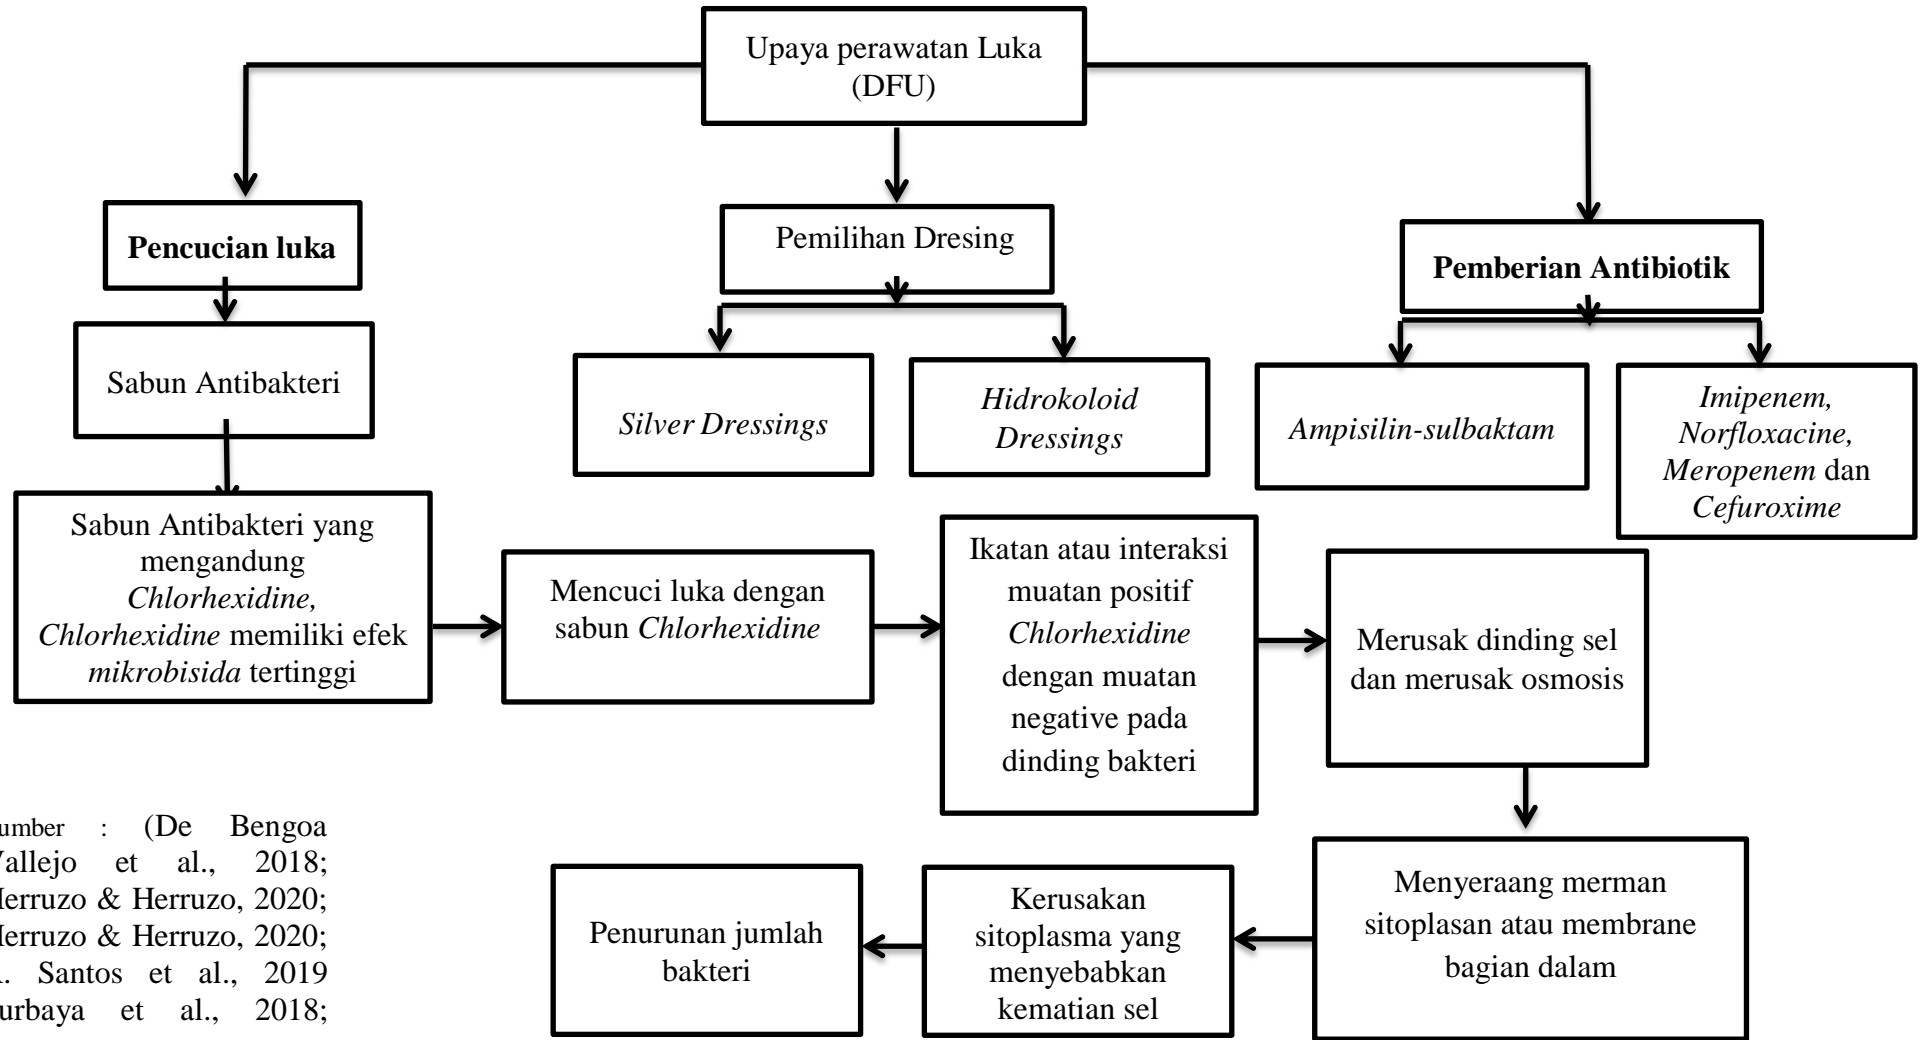 Upaya perawatan Luka
(DFU)
Pencucian luka
Pemilihan Dresing
Pemberian Antibiotik
Sabun Antibakteri
Silver Dressings
Hidrokoloid
Dressings
Ampisilin-sulbaktam
Imipenem,
Norfloxacine,
Meropenem dan
Cefuroxime
Sabun Antibakteri yang
mengandung
Chlorhexidine,
Chlorhexidine memiliki efek
mikrobisida tertinggi
Mencuci luka dengan
sabun Chlorhexidine
Ikatan atau interaksi
muatan positif
Chlorhexidine
dengan muatan
negative pada
dinding bakteri
Merusak dinding sel
dan merusak osmosis
Menyeraang merman
sitoplasan atau membrane
bagian dalam
Kerusakan
sitoplasma yang
menyebabkan
kematian sel
Penurunan jumlah
bakteri
umber : (De Bengoa
Vallejo et al., 2018;
Herruzo & Herruzo, 2020;
Herruzo & Herruzo, 2020;
Santos et al., 2019
urbaya et al., 2018;